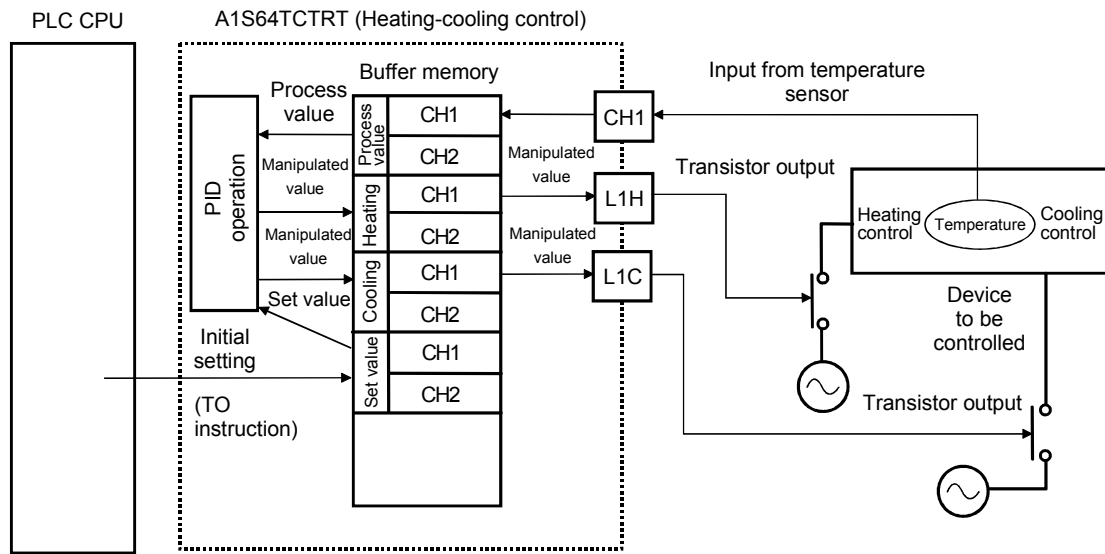 PLC CPU
A1S64TCTRT (Heating-cooling control)
Buffer memory
Process
value
PID
operation
Manipulated
value
Manipulated
value
Set value
Initial
setting
(TO
instruction)
Process
value
CH1
CH2
Heating
CH1
CH2
Cooling
CH1
CH2
Set value
CH1
CH2
Manipulated
value
Manipulated
value
CH1
L1H
L1C
Input from temperature
sensor
Transistor output
Heating
control
Temperature
Cooling
control
Device
to be
controlled
Transistor output